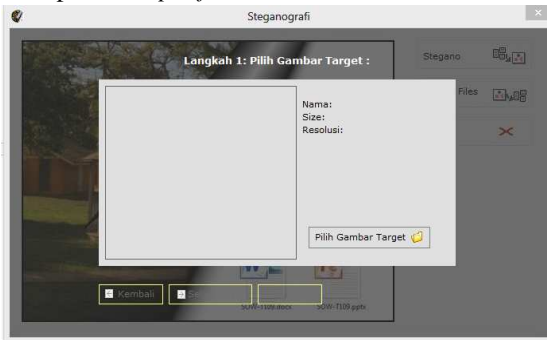 Steganografi
Langkah 1: Pilih Gambar Target :
Stegano
Files
Nama:
Size:
Resolusi:
Pilih Gambar Target
Kembali
SOW-T109.docx
SOW-T109.pptx